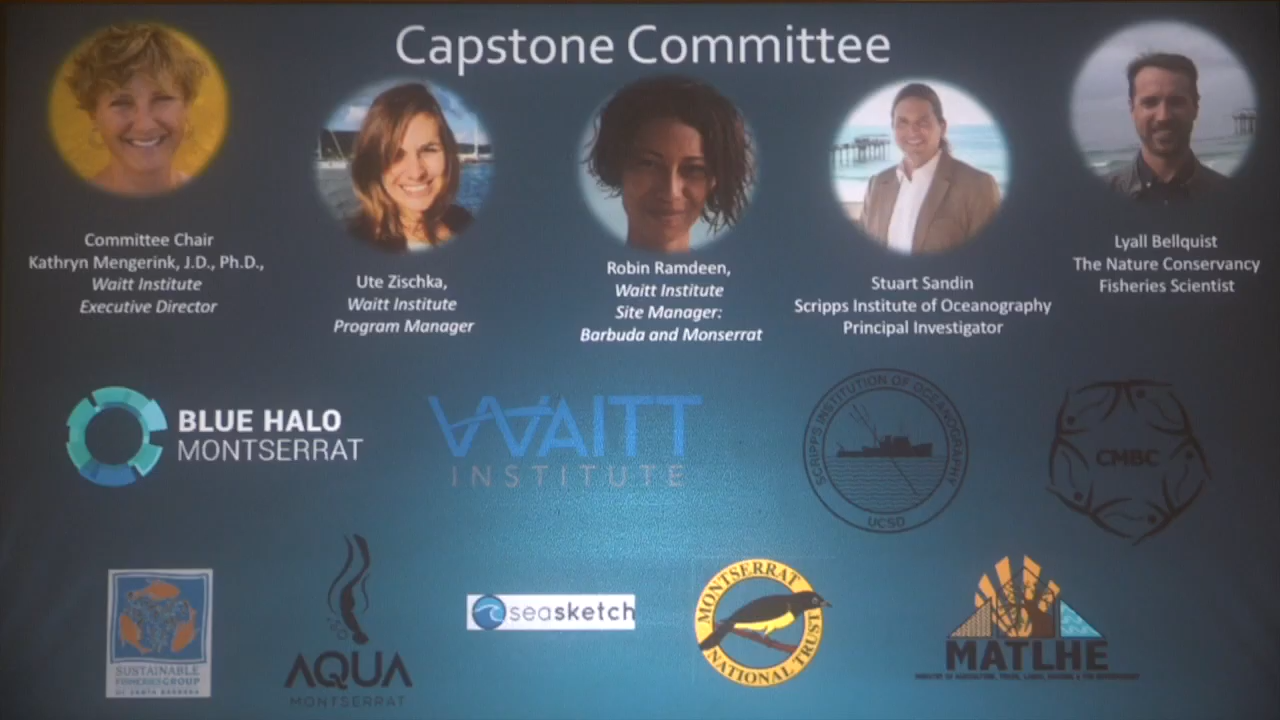 Capstone Committee
Committee Chair
Kathryn Mengerink, J.D., Ph.D.,
Waitt Institute
Executive Director
Ute Zischka,
Waitt Institute
Program Manager
Robin Ramdeen,
Waitt Institute
Site Manager:
Barbuda and Monserrat
Stuart Sandin
Scripps Institute of Oceanography
Principal Investigator
Lyall Bellquist
The Nature Conservancy
Fisheries Scientist
BLUE HALO
MONTSERRAT
WAITT
INSTITUTE
SCRIPPS INSTITUTION OF OCEANOGRAPHY
UCSD
CMBC
SUSTAINABLE
FISHERIES GROUP
OF SANTA BARBARA
AQUA
MONTSERRAT
seasketch
MONTSERRAT
NATIONAL TRUST
MATLHE